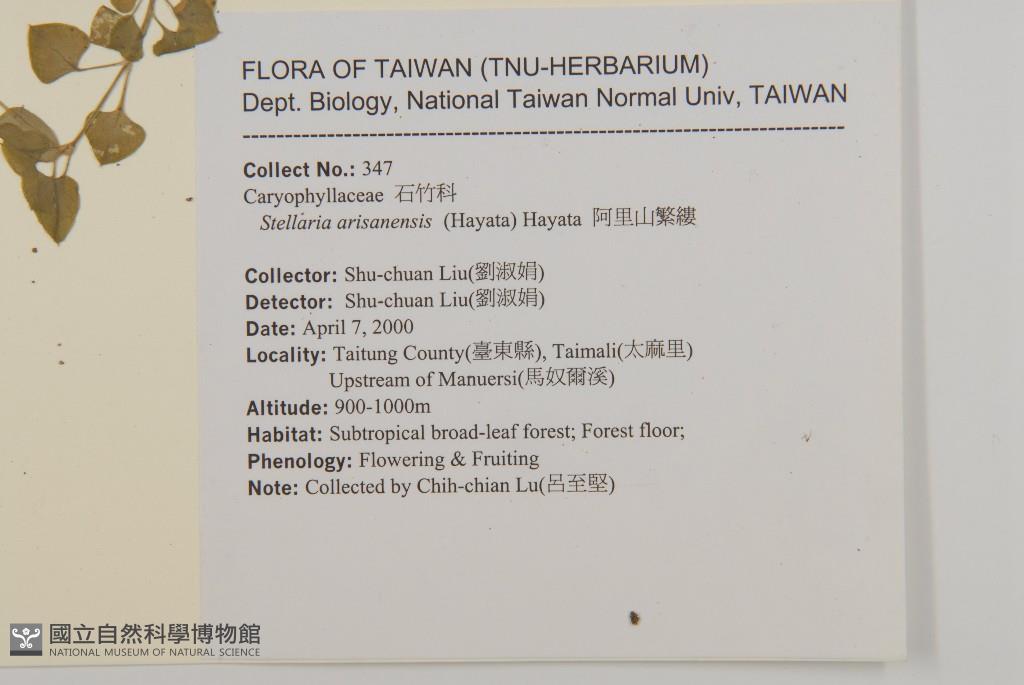 FLORA OF TAIWAN (TNU-HERBARIUM)
Dept. Biology, National Taiwan Normal Univ, TAIWAN
Collect No.: 347
Caryophyllaceae 石竹科
Stellaria arisanensis (Hayata) Hayata 阿里山繁縷
Collector: Shu-chuan Liu(劉淑娟)
Detector: Shu-chuan Liu(劉淑娟)
Date: April 7, 2000
Locality: Taitung County(臺東縣), Taimali(太麻里)
Upstream of Manuersi(馬奴爾溪)
Altitude: 900-1000m
Habitat: Subtropical broad-leaf forest; Forest floor;
Phenology: Flowering & Fruiting
Note: Collected by Chih-chian Lu(呂至堅)
國立自然科學博物館
NATIONAL MUSEUM OF NATURAL SCIENCE